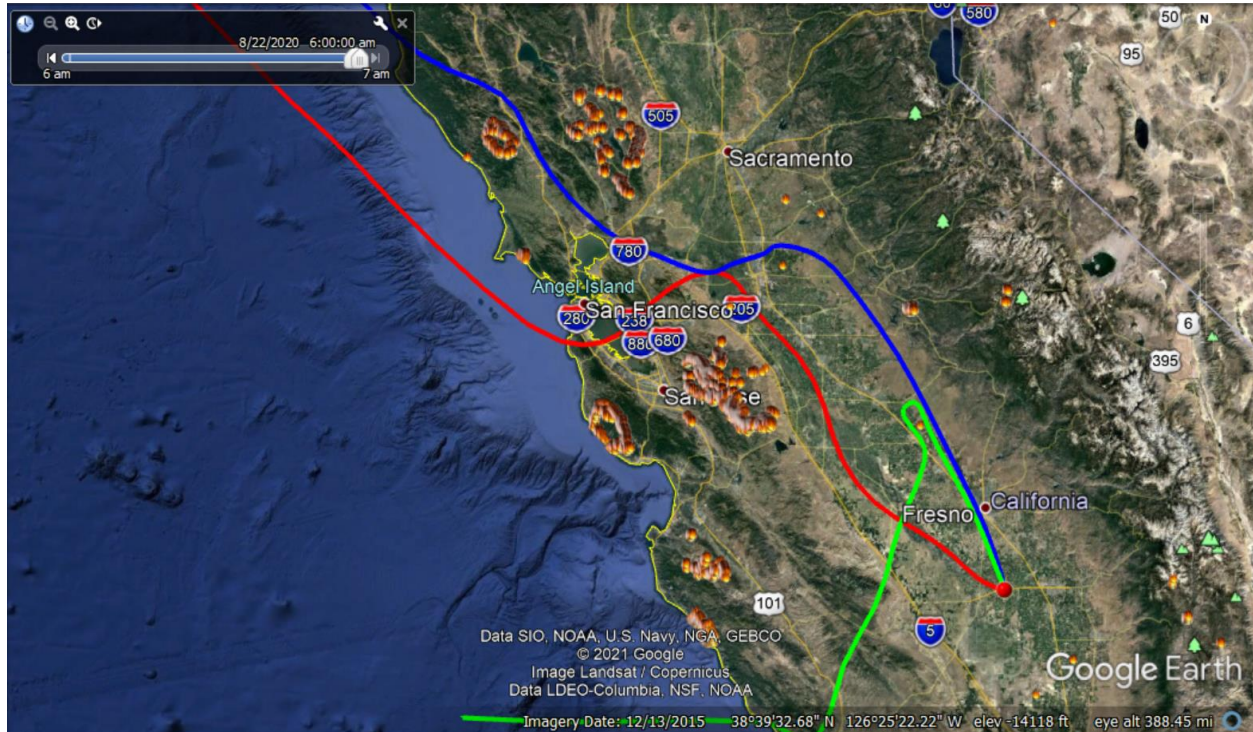 8/22/2020 6:00:00 am
6 am
7 am
80
580
50
N
95
505
Sacramento
780
Angel Island
280
San Francisco
238
205
880
680
6
395
California
Fresno
101
5
Data SIO, NOAA, U.S. Navy, NGA, GEBCO
© 2021 Google
Image Landsat / Copernicus
Data LDEO-Columbia, NSF, NOAA
Google Earth
Imagery Date: 12/13/2015 38°39'32.68" N 126°25'22.22" W elev -14118 ft eye alt 388.45 mi